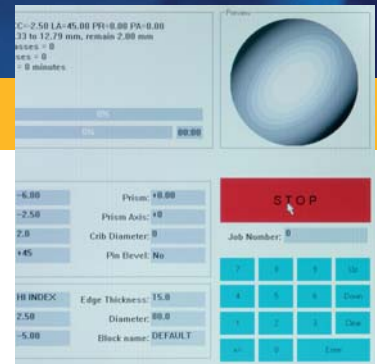 CC=-2.50 LA=45.00 PR=0.00 PA=0.00
.33 to 12.79 mm, remain 2.00 mm
asses = 0
ses = 0
= 0 minutes
0%
0% 00:00
Preview
-6.00 Prism: +0.00
-2.50 Prism Axis: +0
2.0 Crib Diameter: 0
+45 Pin Bevel: No
STOP
Job Number: 0
7 8 9 Up
4 5 6 Down
1 2 3 Clear
+/- 0 Enter
HI INDEX Edge Thickness: 15.0
2.50 Diameter: 80.0
-5.00 Block name: DEFAULT